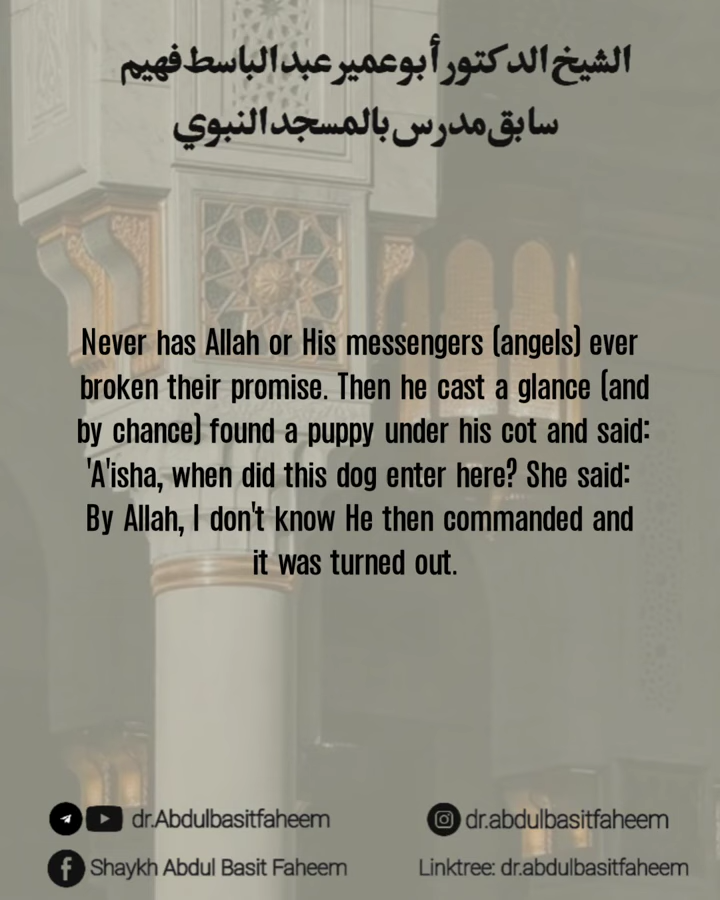 الشيخ الدكتور أبو عمير عبد الباسط فهيم
سابق مدرس بالمسجد النبوي
Never has Allah or His messengers (angels) ever
broken their promise. Then he cast a glance (and
by chance) found a puppy under his cot and said:
'A'isha, when did this dog enter here? She said:
By Allah, I don't know He then commanded and
it was turned out.
dr.Abdulbasitfaheem
dr.abdulbasitfaheem
Shaykh Abdul Basit Faheem
Linktree: dr.abdulbasitfaheem